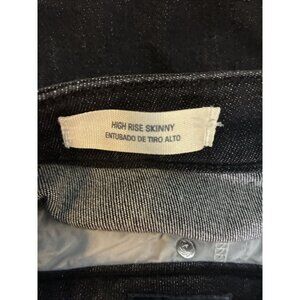 HIGH RISE SKINNY
ENTUBADO DE TIRO ALTO